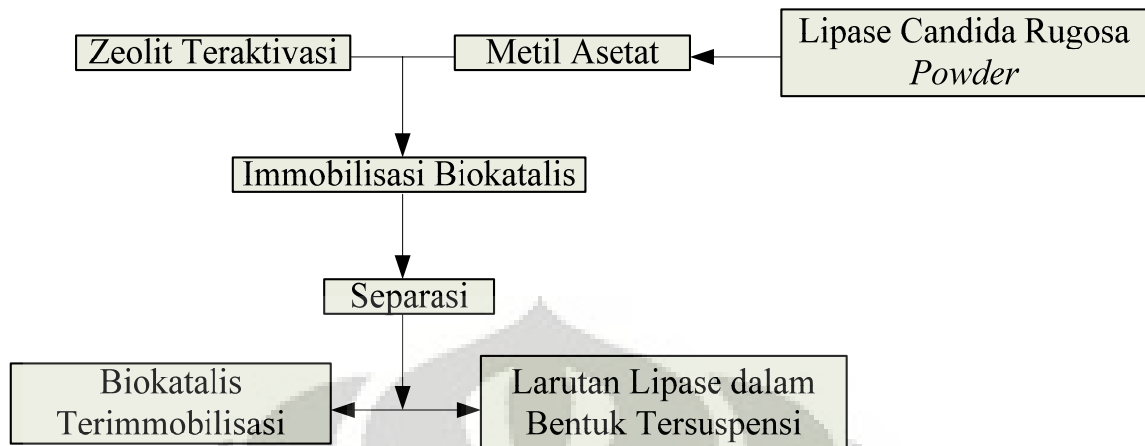 Zeolit Teraktivasi
Metil Asetat
Lipase Candida Rugosa
Powder
Immobilisasi Biokatalis
Separasi
Biokatalis
Terimmobilisasi
Larutan Lipase dalam
Bentuk Tersuspensi